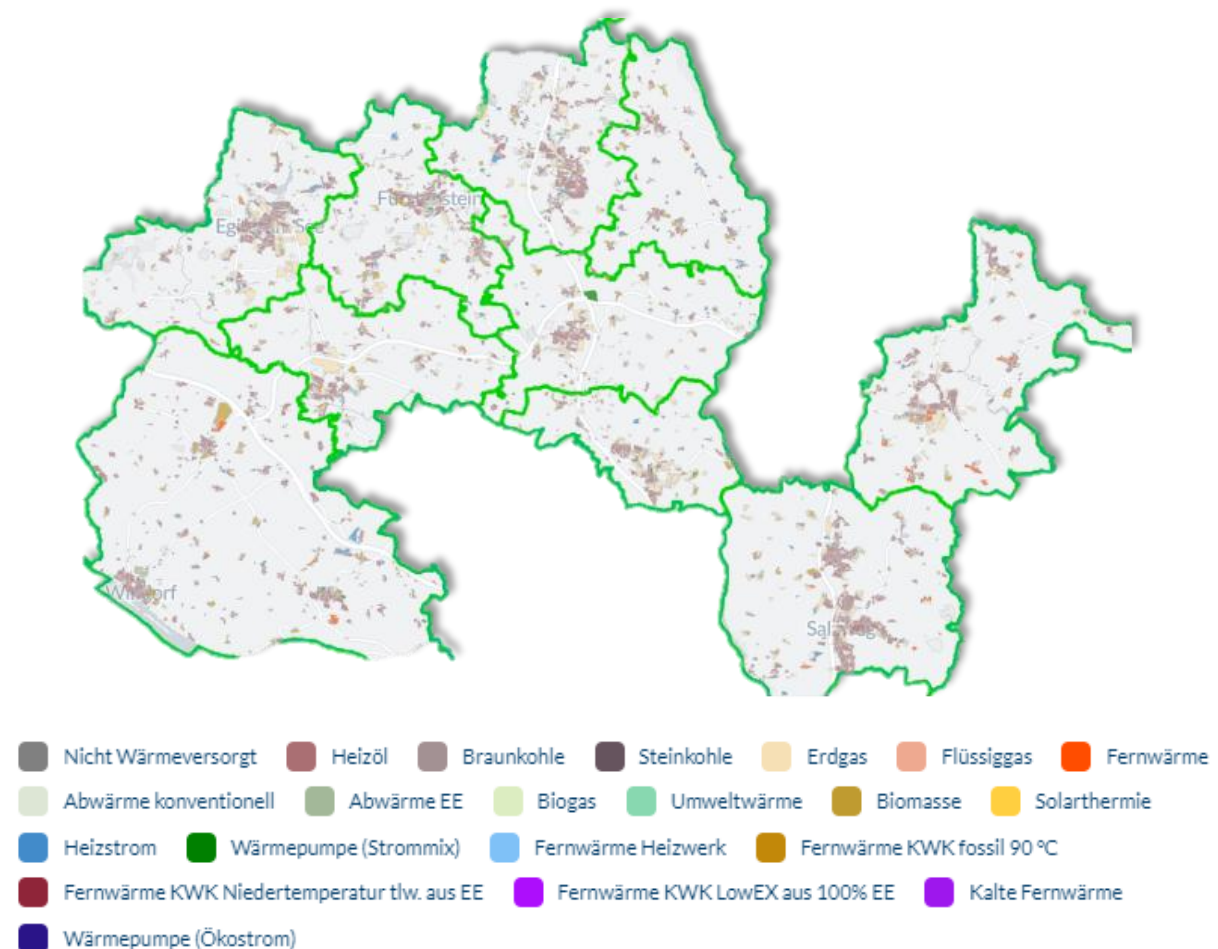 Nicht Wärmeversorgt Heizöl Braunkohle Steinkohle Erdgas Flüssiggas Fernwärme
Abwärme konventionell Abwärme EE Biogas Umweltwärme Biomasse Solarthermie
Heizstrom Wärmepumpe (Strommix) Fernwärme Heizwerk Fernwärme KWK fossil 90 °C
Fernwärme KWK Niedertemperatur tlw. aus EE Fernwärme KWK LowEX aus 100% EE Kalte Fernwärme
Wärmepumpe (Ökostrom)